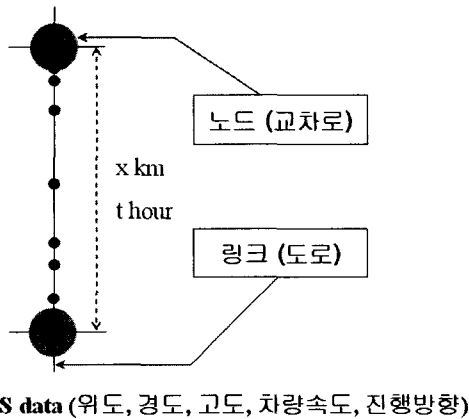 노드 (교차로)
x km
t hour
링크 (도로)
S data (위도, 경도, 고도, 차량속도, 진행방향)